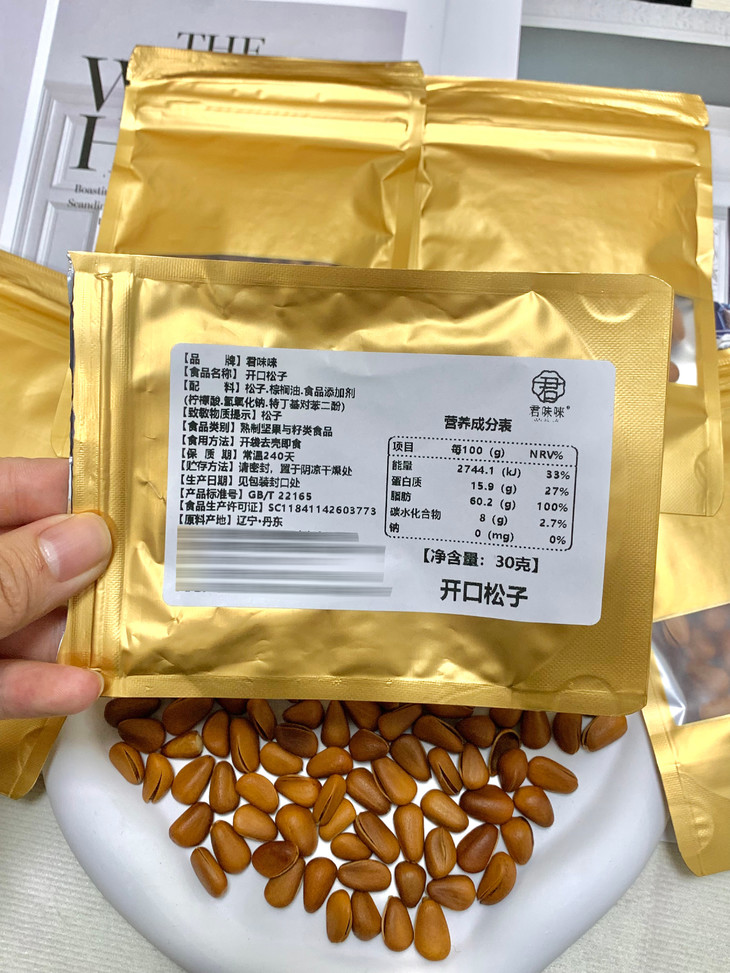 THE
Boasti
Scandin
【品 牌】君味咪
【食品名称】开口松子
【配 料】松子.棕榈油.食品添加剂
(柠檬酸.氢氧化钠.特丁基对苯二酚)
【致敏物质提示】松子
【食品类别】熟制坚果与籽类食品
【食用方法】开袋去壳即食
【保 质 期】常温240天
【贮存方法】请密封，置于阴凉干燥处
【生产日期】见包装封口处
【产品标准号】GB/T 22165
【食品生产许可证】SC11841142603773
【原料产地】辽宁·丹东
君
君味咪®
营养成分表
项目 每100 (g) NRV%
能量 2744.1 (kJ) 33%
蛋白质 15.9 (g) 27%
脂肪 60.2 (g) 100%
碳水化合物 8 (g) 2.7%
钠 0 (mg) 0%
【净含量：30克】
开口松子